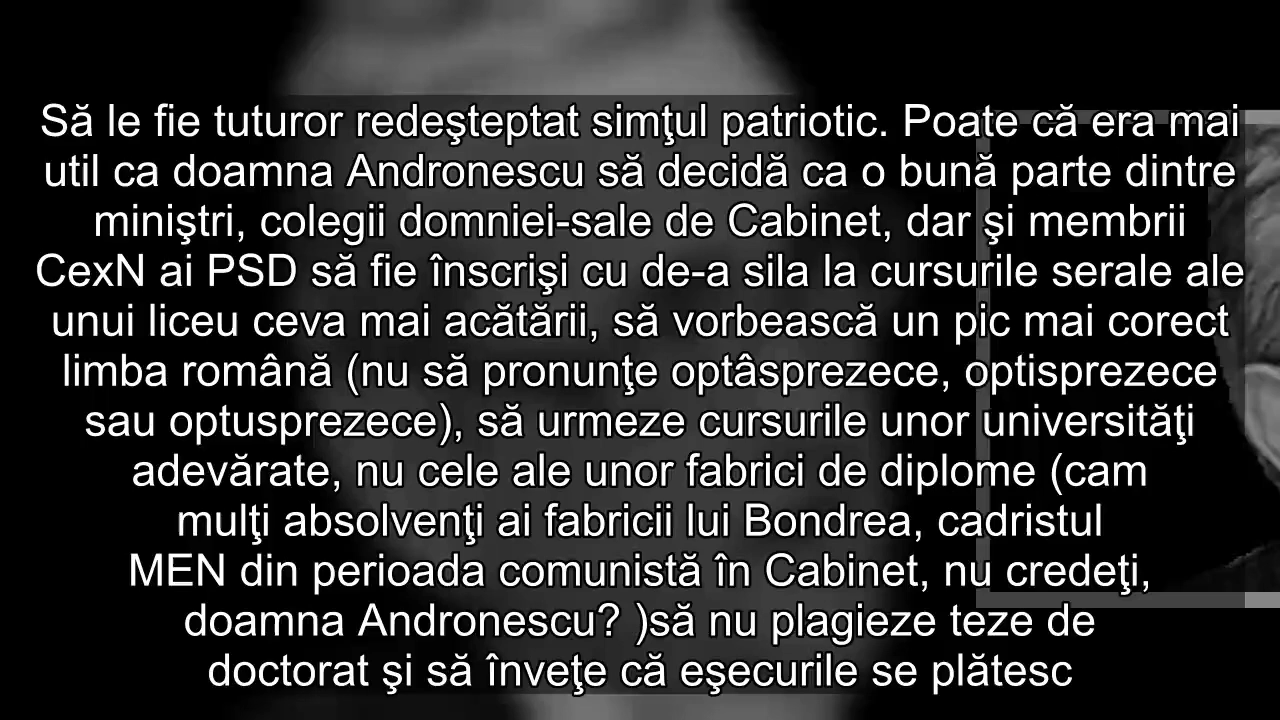 Să le fie tuturor redeşteptat simţul patriotic. Poate că era mai
util ca doamna Andronescu să decidă ca o bună parte dintre
miniştri, colegii domniei-sale de Cabinet, dar şi membrii
CexN ai PSD să fie înscrişi cu de-a sila la cursurile serale ale
unui liceu ceva mai acătării, să vorbească un pic mai corect
limba română (nu să pronunţe optâsprezece, optisprezece
sau optusprezece), să urmeze cursurile unor universităţi
adevărate, nu cele ale unor fabrici de diplome (cam
mulţi absolvenţi ai fabricii lui Bondrea, cadristul
MEN din perioada comunistă în Cabinet, nu credeţi,
doamna Andronescu? )să nu plagieze teze de
doctorat şi să înveţe că eşecurile se plătesc